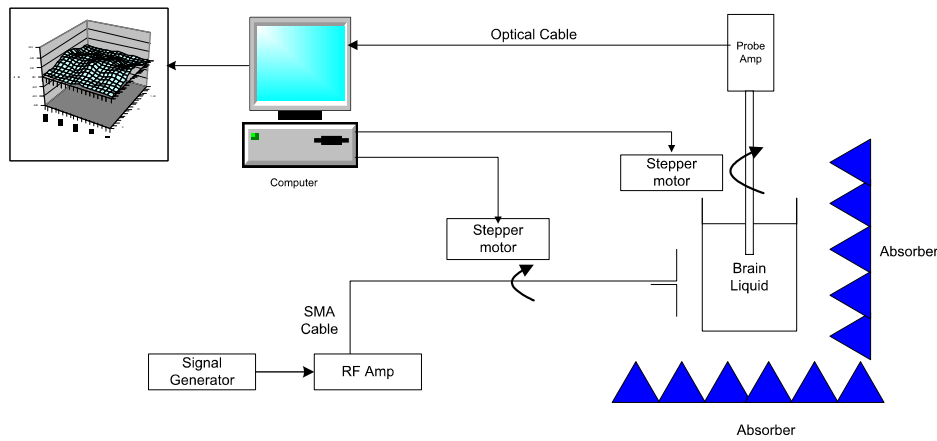 Optical Cable
Probe
Amp
Computer
Stepper
motor
Stepper
motor
Absorber
Brain
Liquid
SMA
Cable
Signal
Generator
RF Amp
Absorber